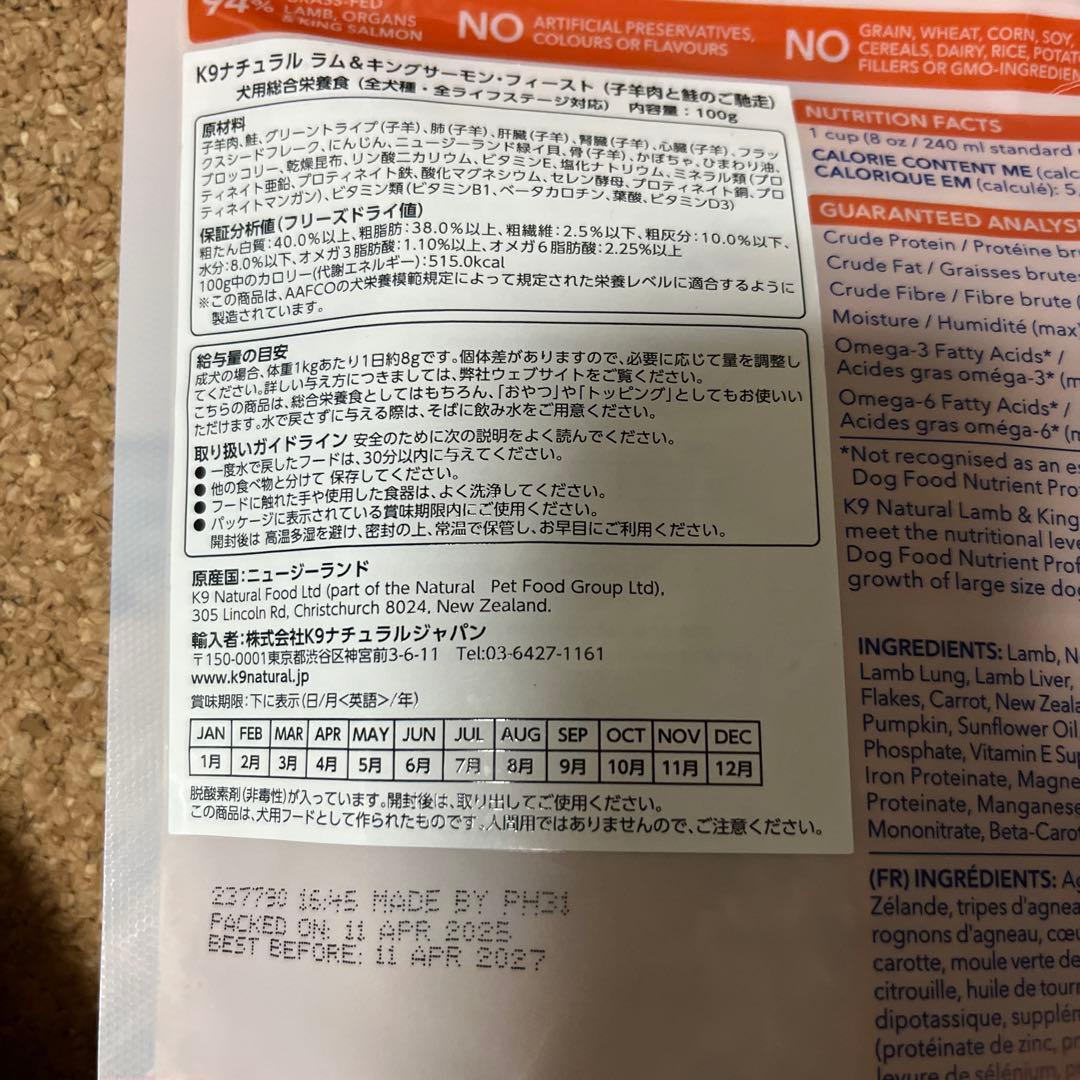 94% GRASS-FED
LAMB, ORGANS
& KING SALMON
NO ARTIFICIAL PRESERVATIVES,
COLOURS OR FLAVOURS
NO GRAIN, WHEAT, CORN, SOY,
CEREALS, DAIRY, RICE,
FILLERS OR
K9ナチュラル ラム&キングサーモン・フィースト (子羊肉と鮭のご馳走)
犬用総合栄養食 (全犬種・全ライフステージ対応) 内容量:100g
原材料
子羊肉、鮭、グリーントライプ(子羊)、肺(子羊)、肝臓(子羊)、腎臓(子羊)、心臓(子羊)、フラッ
クスシードフレーク、にんじん、ニュージーランド緑イ貝、骨(子羊)、かぼちゃ、ひまわり油、
ブロッコリー、乾燥昆布、リン酸二カリウム、ビタミンE、塩化ナトリウム、ミネラル類(プロ
ティネイト亜鉛、プロティネイト鉄、酸化マグネシウム、セレン酵母、プロティネイト銅、プロ
ティネイトマンガン)、ビタミン類(ビタミンB1、ベータカロチン、葉酸、ビタミンD3)
保証分析値(フリーズドライ値)
粗たん白質:40.0%以上、粗脂肪:38.0%以上、粗繊維:2.5%以下、粗灰分:10.0%以下、
水分:8.0%以下、オメガ3脂肪酸:1.10%以上、オメガ6脂肪酸:2.25%以上
100g中のカロリー(代謝エネルギー):515.0kcal
※この商品は、AAFCOの犬栄養模範規定によって規定された栄養レベルに適合するように
製造されています。
給与量の目安
成犬の場合、体重1kgあたり1日約8gです。個体差がありますので、必要に応じて量を調整し
てください。詳しい与え方につきましては、弊社ウェブサイトをご覧ください。
こちらの商品は、総合栄養食としてはもちろん、「おやつ」や「トッピング」としてもお使いい
ただけます。水で戻さずに与える際は、そばに飲み水をご用意ください。
取り扱いガイドライン 安全のために次の説明をよく読んでください。
● 一度水で戻したフードは、30分以内に与えてください。
● 他の食べ物と分けて 保存してください。
● フードに触れた手や使用した食器は、よく洗浄してください。
● パッケージに表示されている賞味期限内にご使用ください。
開封後は 高温多湿を避け、密封の上、常温で保管し、お早目にご利用ください。
原産国:ニュージーランド
K9 Natural Food Ltd (part of the Natural Pet Food Group Ltd),
305 Lincoln Rd, Christchurch 8024, New Zealand.
輸入者:株式会社K9ナチュラルジャパン
〒150-0001東京都渋谷区神宮前3-6-11 Tel:03-6427-1161
www.k9natural.jp
賞味期限:下に表示(日/月<英語>/年)
JAN FEB MAR APR MAY JUN JUL AUG SEP OCT NOV DEC
1月 2月 3月 4月 5月 6月 7月 8月 9月 10月 11月 12月
脱酸素剤(非毒性)が入っています。開封後は、取り出してご使用ください。
この商品は、犬用フードとして作られたものです。人間用ではありませんので、ご注意ください。
237790 16:45 MADE BY PH31
PACKED ON: 11 APR 2025
BEST BEFORE: 11 APR 2027
NUTRITION FACTS
1 cup (8 oz / 240 ml standard
CALORIE CONTENT ME
CALORIQUE EM (calculé): 5
GUARANTEED ANALYSIS
Crude Protein / Protéine
Crude Fat / Graisses brutes
Crude Fibre / Fibre brute
Moisture / Humidité (max
Omega-3 Fatty Acids* /
Acides gras oméga-3*
Omega-6 Fatty Acids* /
Acides gras oméga-6*
*Not recognised as an
Dog Food Nutrient
K9 Natural Lamb & King
meet the nutritional
Dog Food Nutrient
growth of large size
INGREDIENTS: Lamb,
Lamb Lung, Lamb Liver,
Flakes, Carrot, New
Pumpkin, Sunflower Oil
Phosphate, Vitamin E
Iron Proteinate,
Proteinate, Manganese
Mononitrate,
(FR) INGRÉDIENTS:
Zélande, tripes d'agneau
rognons d'agneau,
carotte, moule verte de
citrouille, huile de
dipotassique,
(protéinate de zinc,
levure de sélénium,